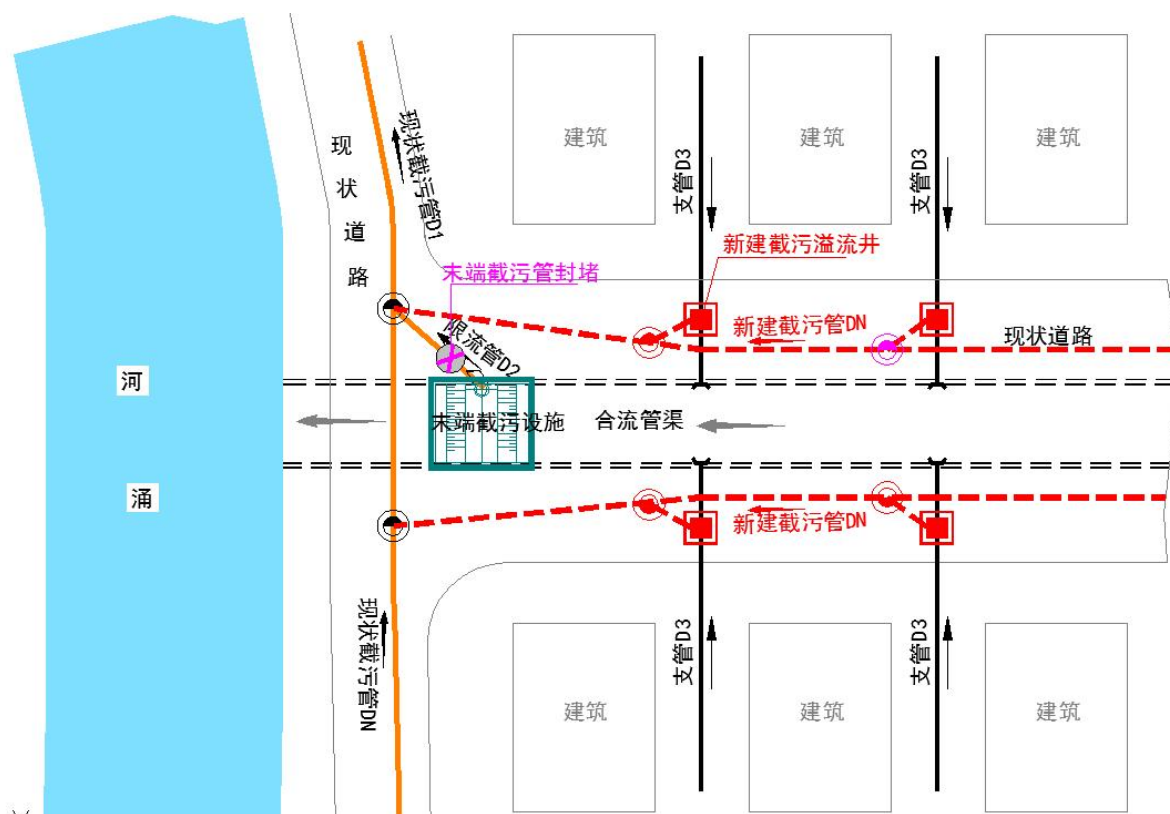 建筑
建筑
建筑
现状道路
现状截污管D1
支管D3
支管D3
新建截污溢流井
末端截污管封堵
新建截污管DN
现状道路
限流管D2
河
涌
末端截污设施
合流管渠
新建截污管DN
现状截污管DN
支管D3
支管D3
建筑
建筑
建筑